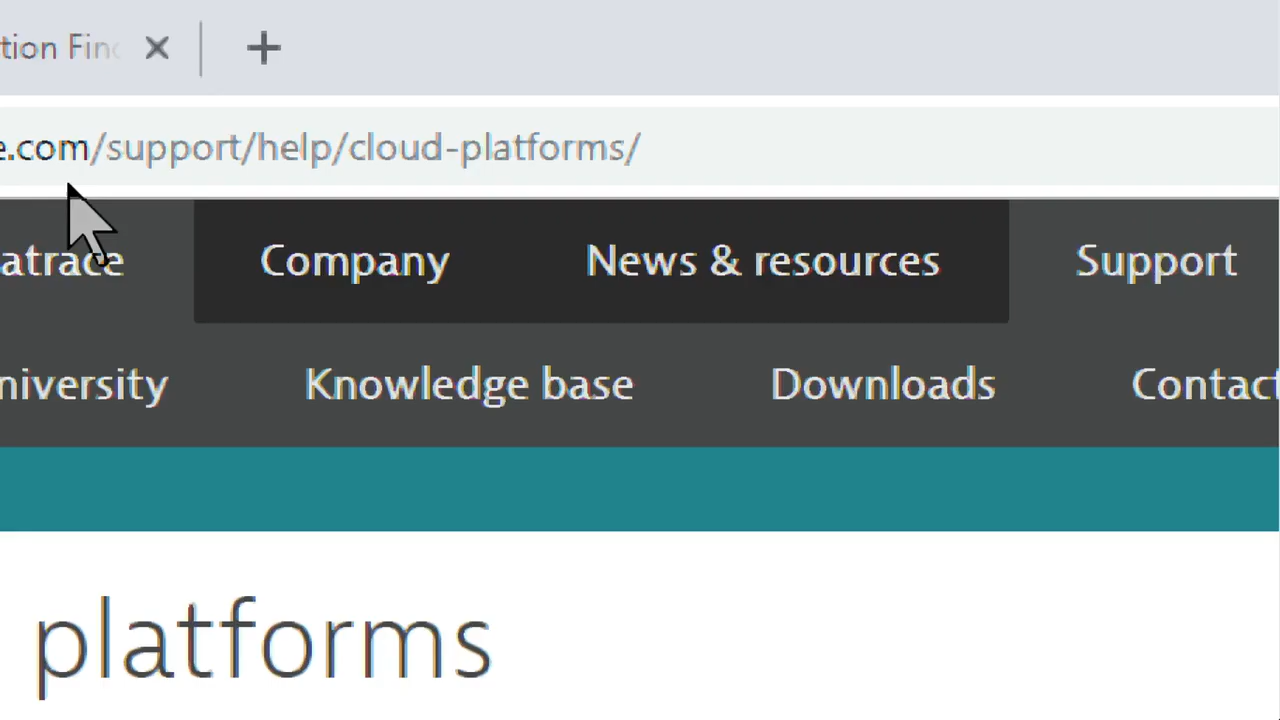 tion Fin
e.com/support/help/cloud-platforms/
atrace Company News & resources Support
niversity Knowledge base Downloads Contact
platforms